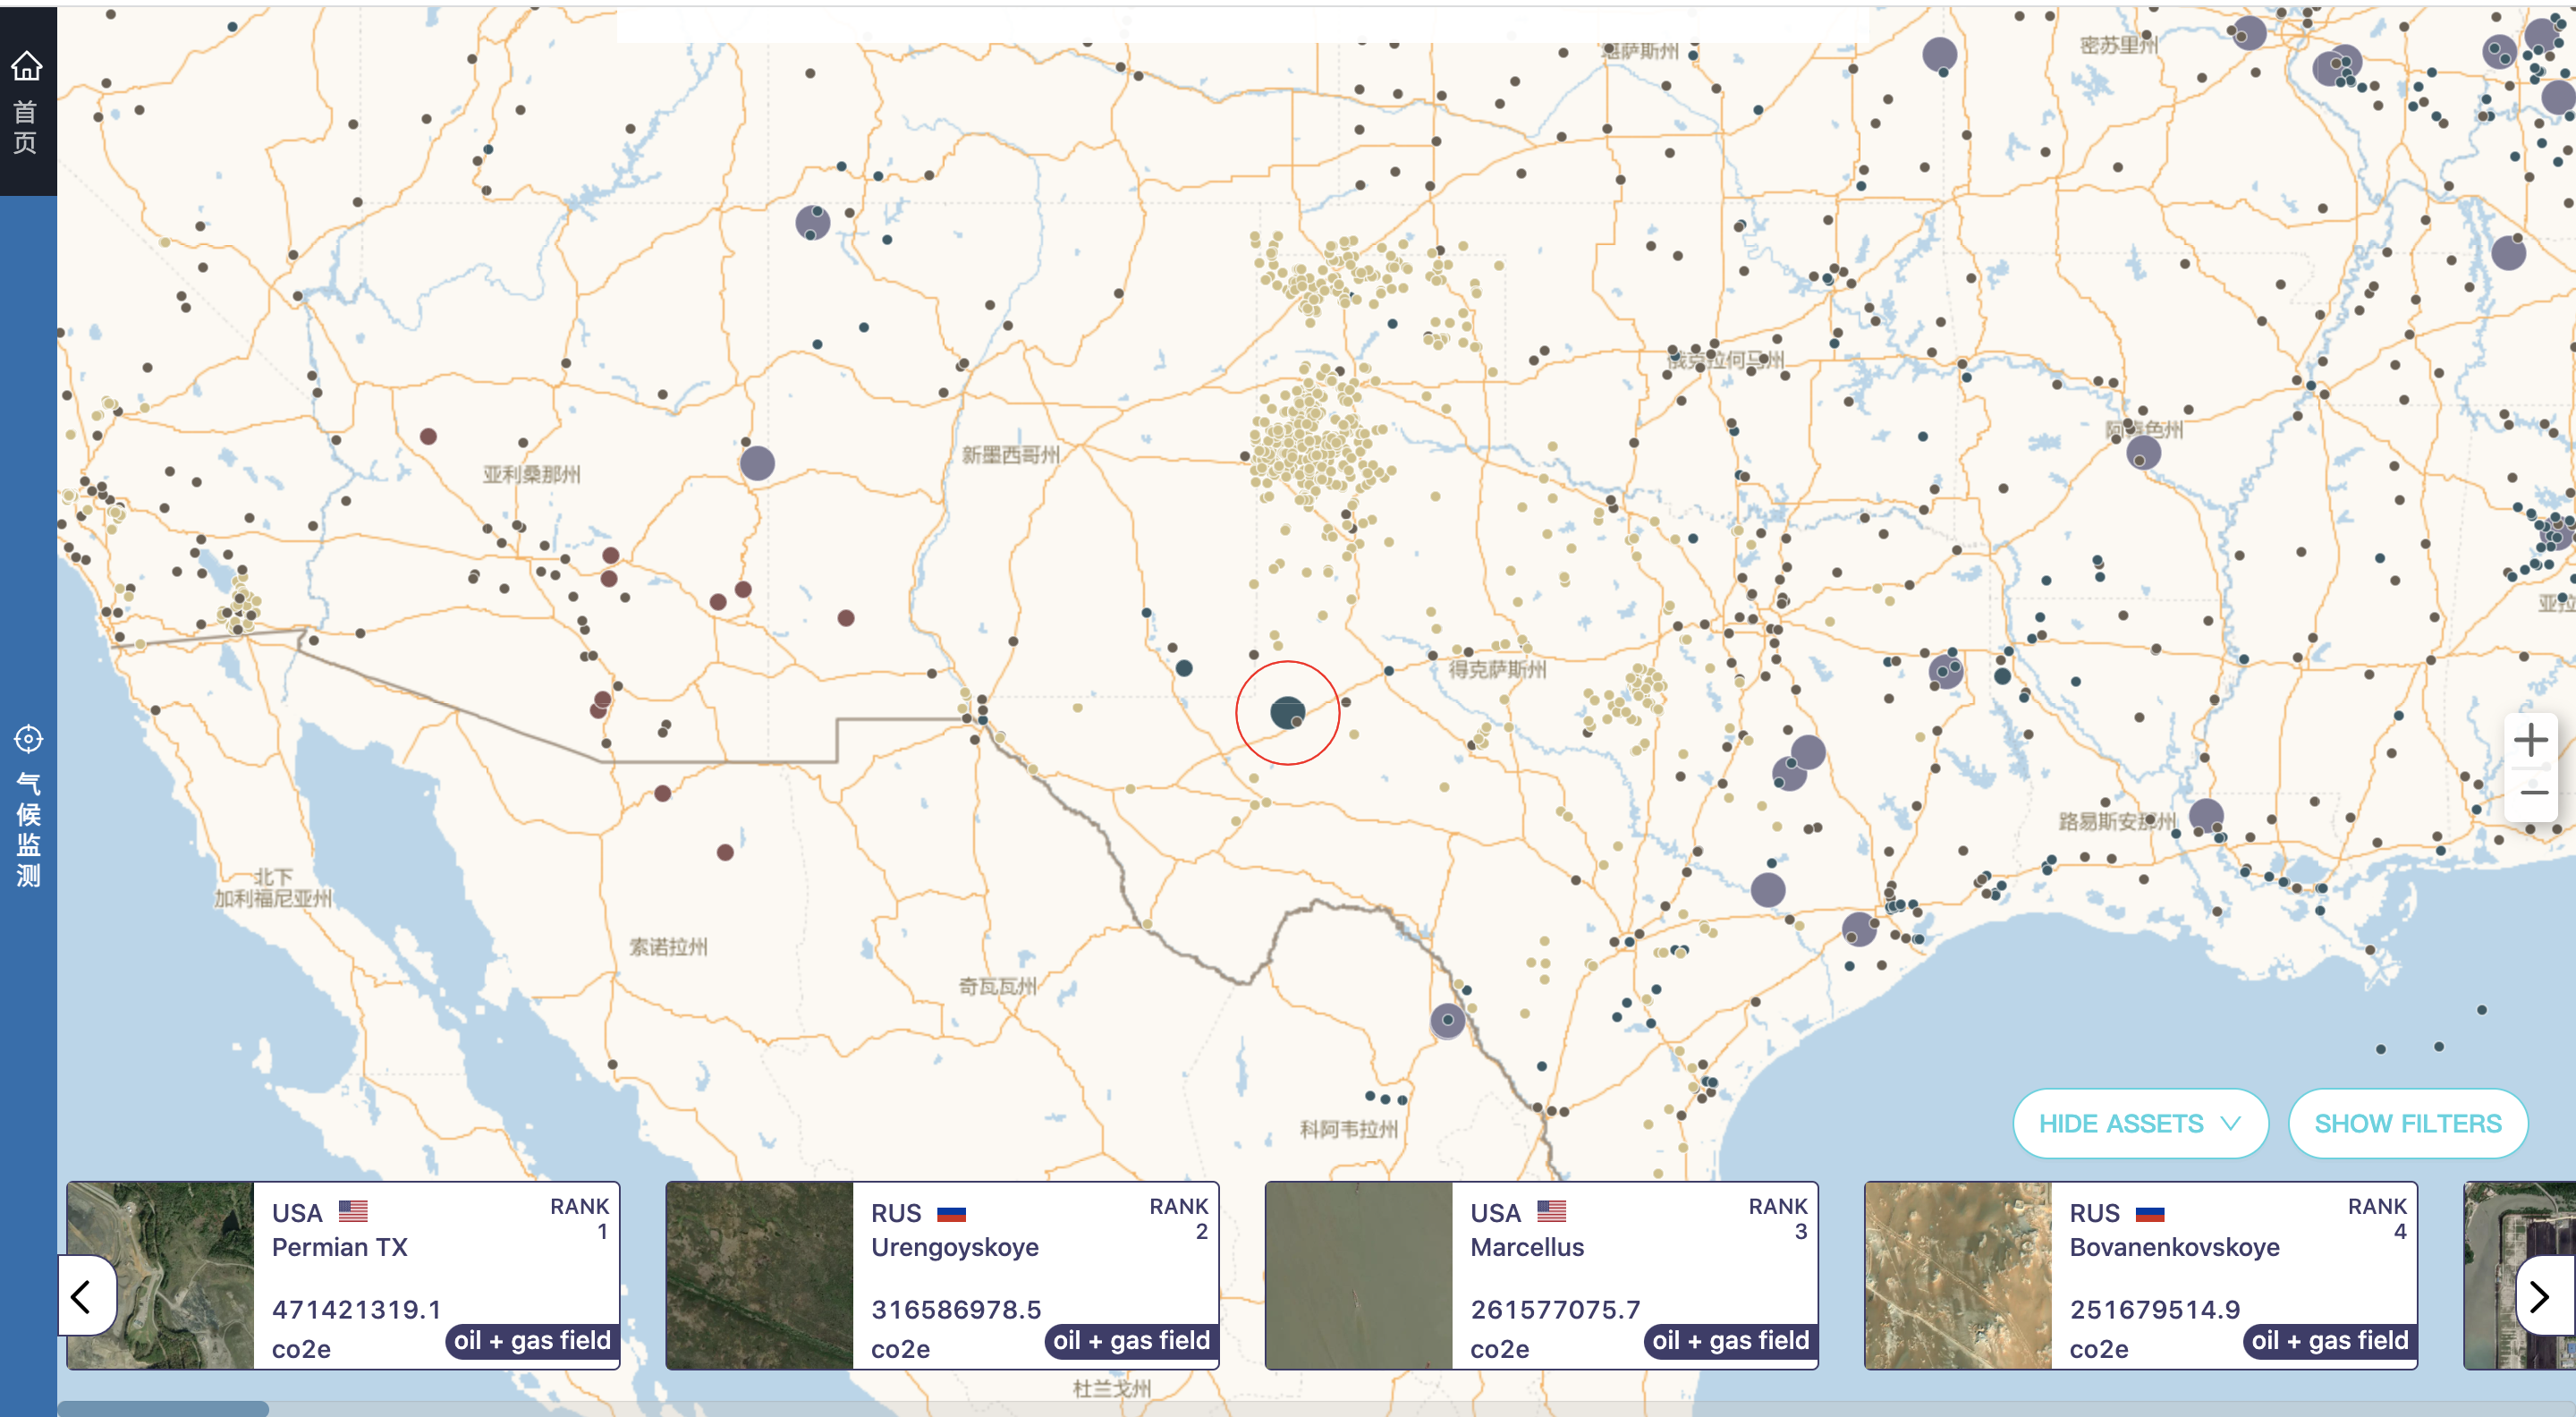 首
页
气
候
监
测
堪萨斯州
密苏里州
俄克拉何马州
阿肯色州
新墨西哥州
亚利桑那州
得克萨斯州
路易斯安那州
北下
加利福尼亚州
索诺拉州
奇瓦瓦州
科阿韦拉州
杜兰戈州
HIDE ASSETS
SHOW FILTERS
USA
RANK
1
Permian TX
471421319.1
co2e
oil + gas field
RUS
RANK
2
Urengoyskoye
316586978.5
co2e
oil + gas field
USA
RANK
3
Marcellus
261577075.7
co2e
oil + gas field
RUS
RANK
4
Bovanenkovskoye
251679514.9
co2e
oil + gas field